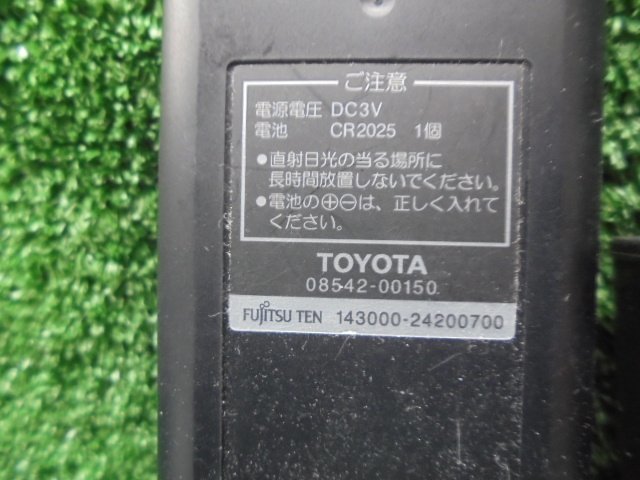 ご注意
電源電圧 DC3V
電池 CR2025 1個
●直射日光の当る場所に
長時間放置しないでください。
●電池の⊕⊖は、正しく入れて
ください。
TOYOTA
08542-00150
FUJITSU TEN 143000-24200700